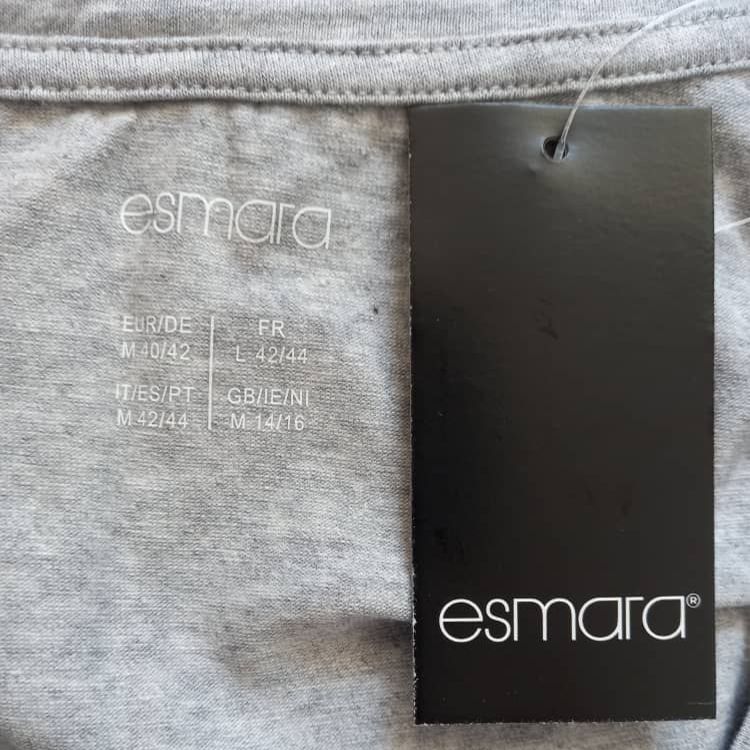 esmara
EUR/DE FR
M 40/42 L 42/44
IT/ES/PT GB/IE/NI
M 42/44 M 14/16
esmara®